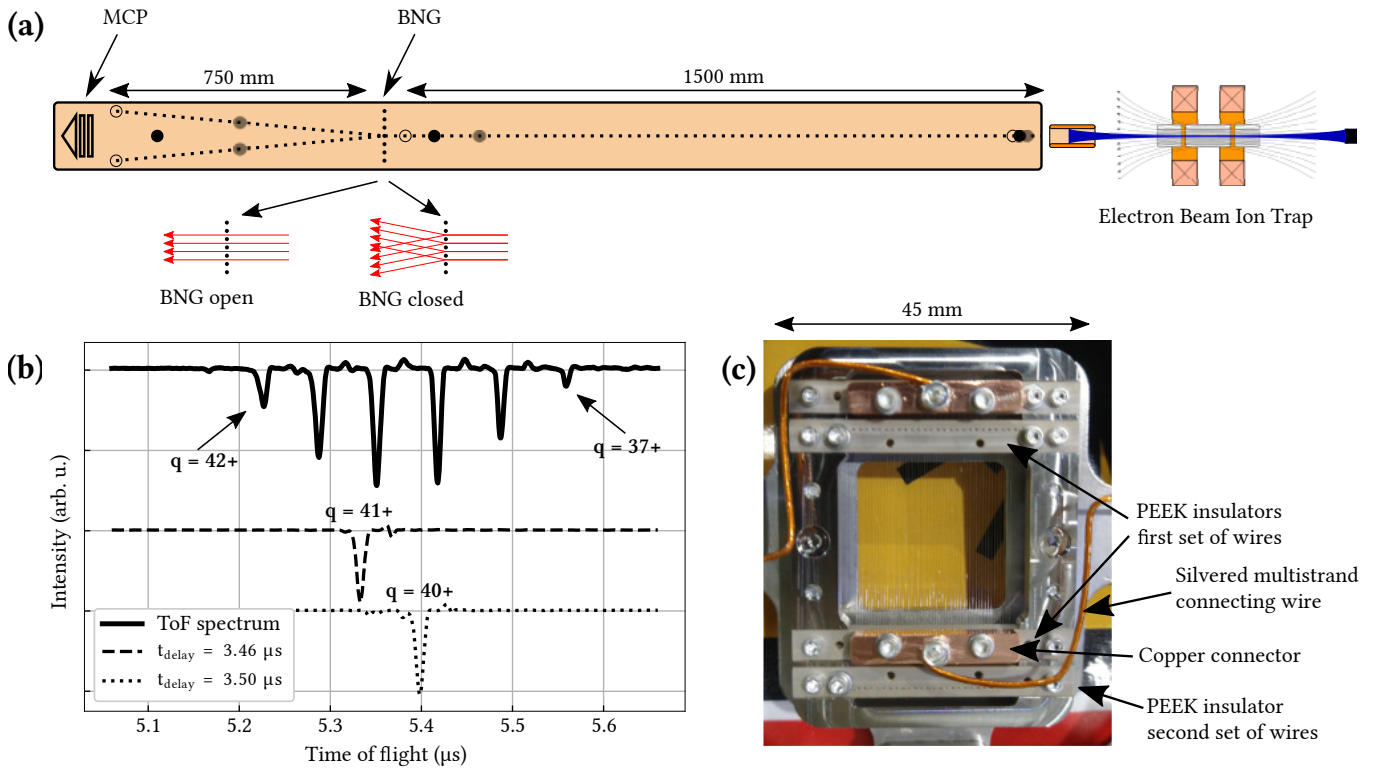 (a)
MCP
BNG
750 mm
1500 mm
Electron Beam Ion Trap
BNG open
BNG closed
(b)
q = 42+
q = 37+
q = 41+
q = 40+
Intensity (arb. u.)
ToF spectrum
t_delay = 3.46 µs
t_delay = 3.50 µs
5.1 5.2 5.3 5.4 5.5 5.6
Time of flight (µs)
(c)
45 mm
PEEK insulators
first set of wires
Silvered multistrand
connecting wire
Copper connector
PEEK insulator
second set of wires